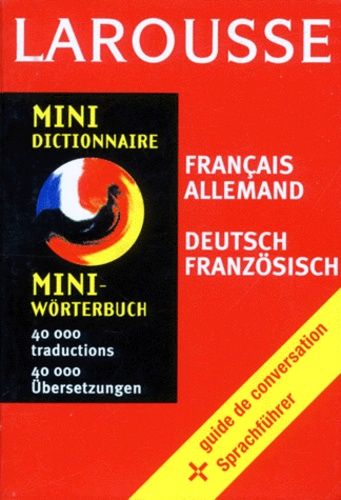 LAROUSSE
MINI
DICTIONNAIRE
FRANÇAIS
ALLEMAND
DEUTSCH
FRANZÖSISCH
MINI-
WÖRTERBUCH
40 000
traductions
40 000
Übersetzungen
+ guide de conversation
Sprachführer